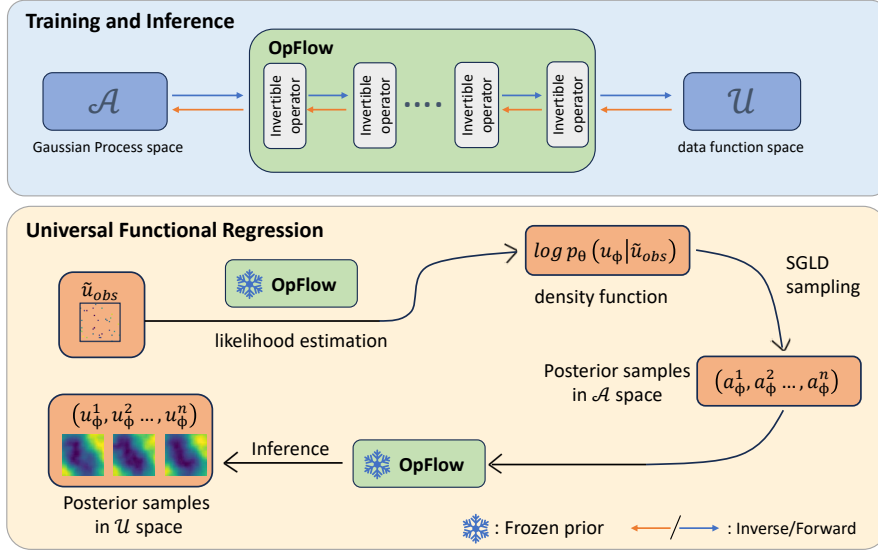 Training and Inference
OpFlow
𝒜
Gaussian Process space
Invertible operator
Invertible operator
....
Invertible operator
Invertible operator
𝒰
data function space
Universal Functional Regression
ũ_obs
OpFlow
likelihood estimation
log p_θ (u_ϕ|ũ_obs)
density function
SGLD
sampling
Posterior samples
in 𝒜 space
(a_ϕ^1, a_ϕ^2 …, a_ϕ^n)
OpFlow
Inference
(u_ϕ^1, u_ϕ^2 …, u_ϕ^n)
Posterior samples
in 𝒰 space
: Frozen prior
/
: Inverse/Forward